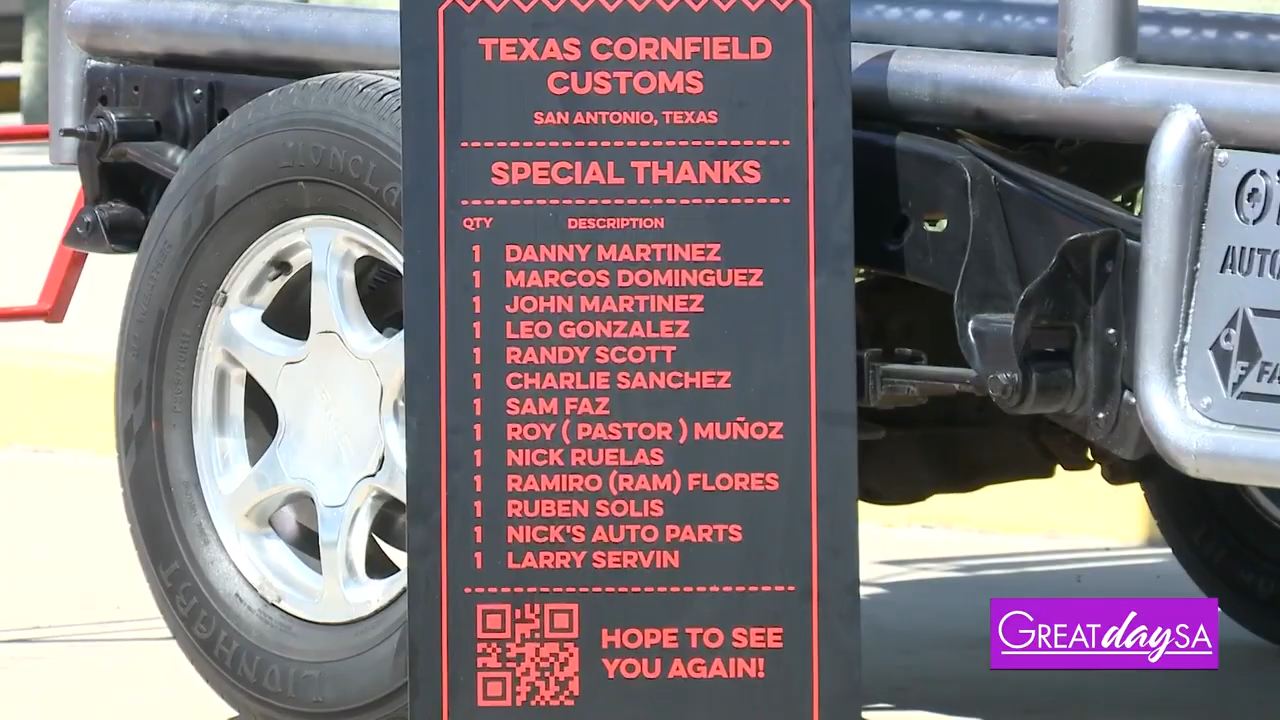 TEXAS CORNFIELD
CUSTOMS
SAN ANTONIO, TEXAS
SPECIAL THANKS
QTY DESCRIPTION
1 DANNY MARTINEZ
1 MARCOS DOMINGUEZ
1 JOHN MARTINEZ
1 LEO GONZALEZ
1 RANDY SCOTT
1 CHARLIE SANCHEZ
1 SAM FAZ
1 ROY ( PASTOR ) MUÑOZ
1 NICK RUELAS
1 RAMIRO (RAM) FLORES
1 RUBEN SOLIS
1 NICK'S AUTO PARTS
1 LARRY SERVIN
HOPE TO SEE
YOU AGAIN!
LIONHART
GREATdaySA